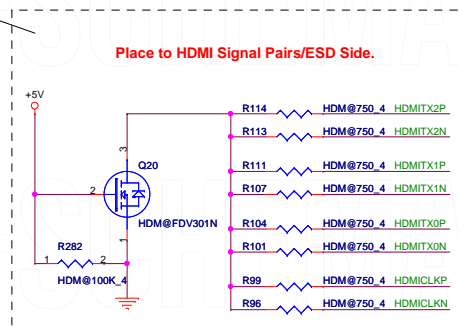 Place to HDMI Signal Pairs/ESD Side.
+5V
R114 HDM@750_4 HDMITX2P
R113 HDM@750_4 HDMITX2N
3
Q20
R111 HDM@750_4 HDMITX1P
2
R107 HDM@750_4 HDMITX1N
HDM@FDV301N
R104 HDM@750_4 HDMITX0P
1
R282
R101 HDM@750_4 HDMITX0N
1 2
HDM@100K_4
R99 HDM@750_4 HDMICLKP
R96 HDM@750_4 HDMICLKN